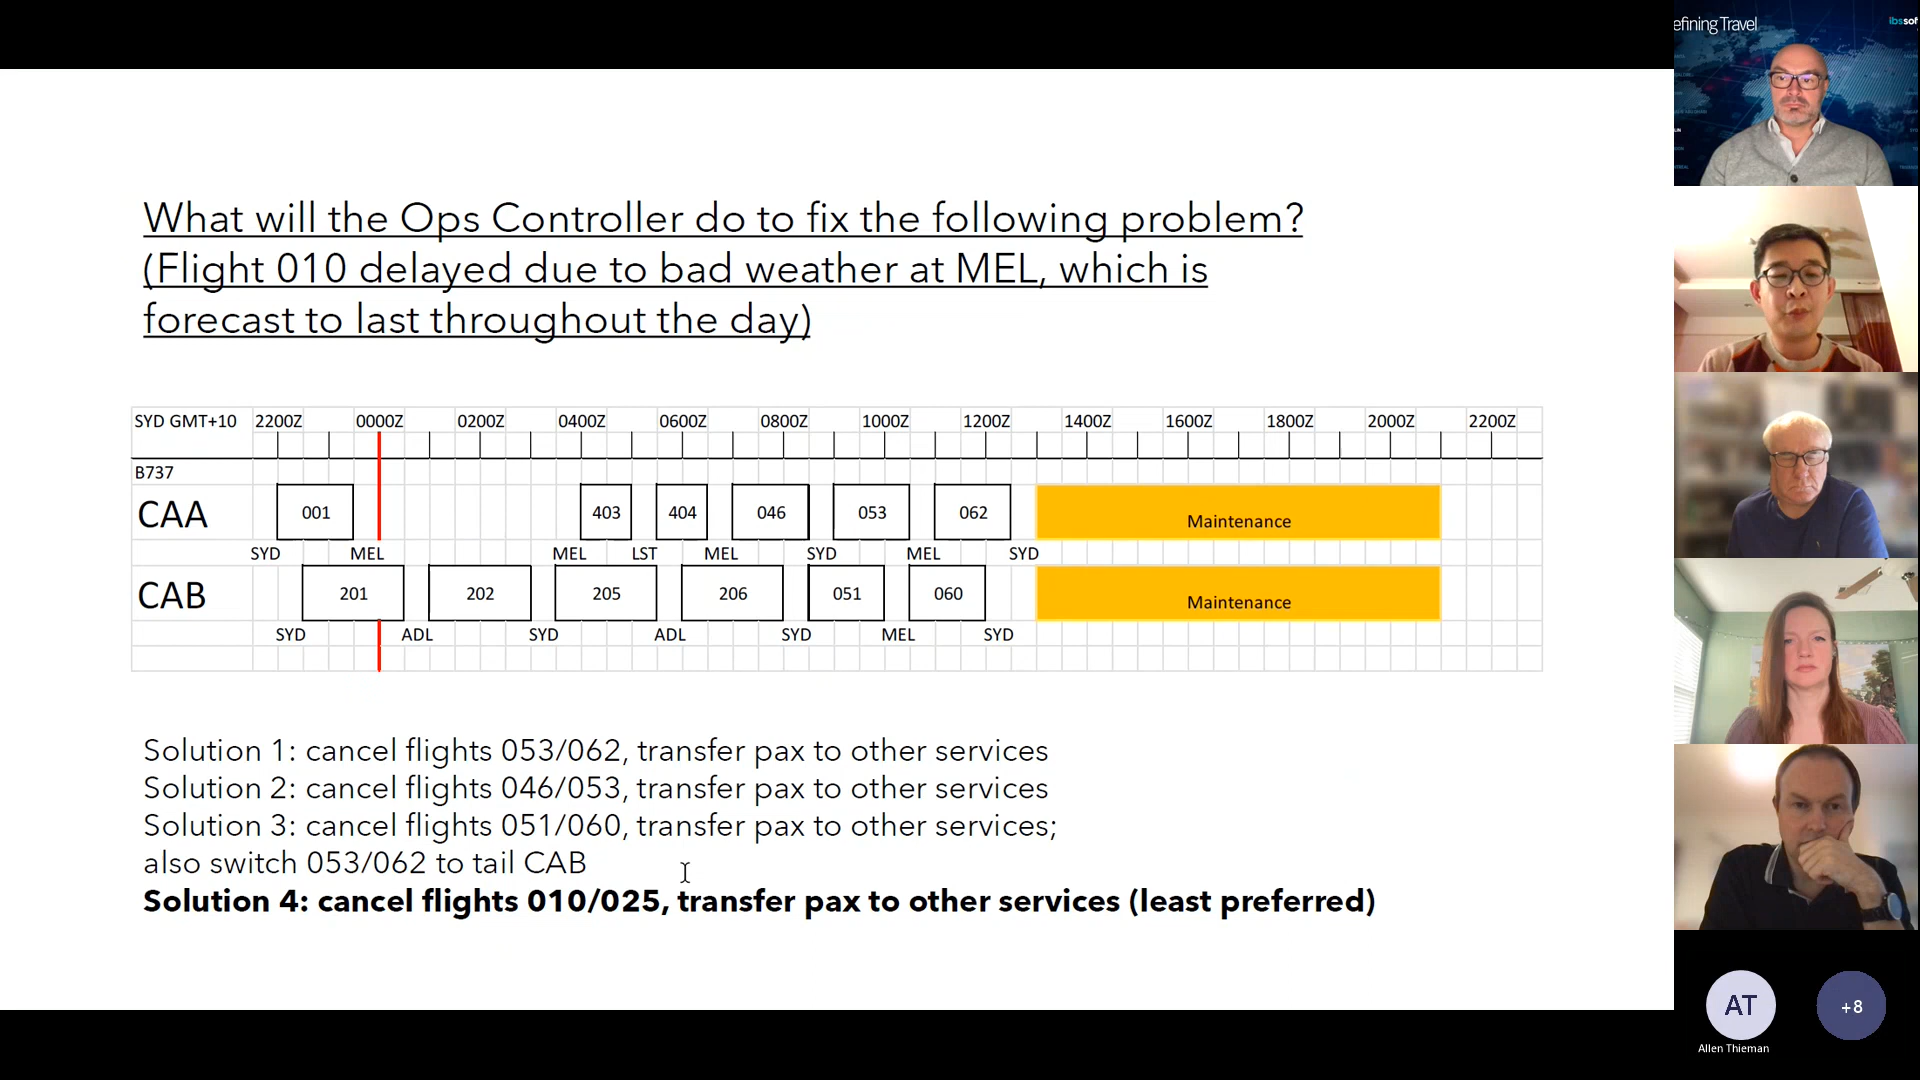 efining Travel
ibssof
What will the Ops Controller do to fix the following problem?
(Flight 010 delayed due to bad weather at MEL, which is
forecast to last throughout the day)
SYD GMT+10 2200Z 0000Z 0200Z 0400Z 0600Z 0800Z 1000Z 1200Z 1400Z 1600Z 1800Z 2000Z 2200Z
B737
CAA 001 403 404 046 053 062 Maintenance
SYD MEL MEL LST MEL SYD MEL SYD
CAB 201 202 205 206 051 060 Maintenance
SYD ADL SYD ADL SYD MEL SYD
Solution 1: cancel flights 053/062, transfer pax to other services
Solution 2: cancel flights 046/053, transfer pax to other services
Solution 3: cancel flights 051/060, transfer pax to other services;
also switch 053/062 to tail CAB
Solution 4: cancel flights 010/025, transfer pax to other services (least preferred)
AT
+8
Allen Thieman